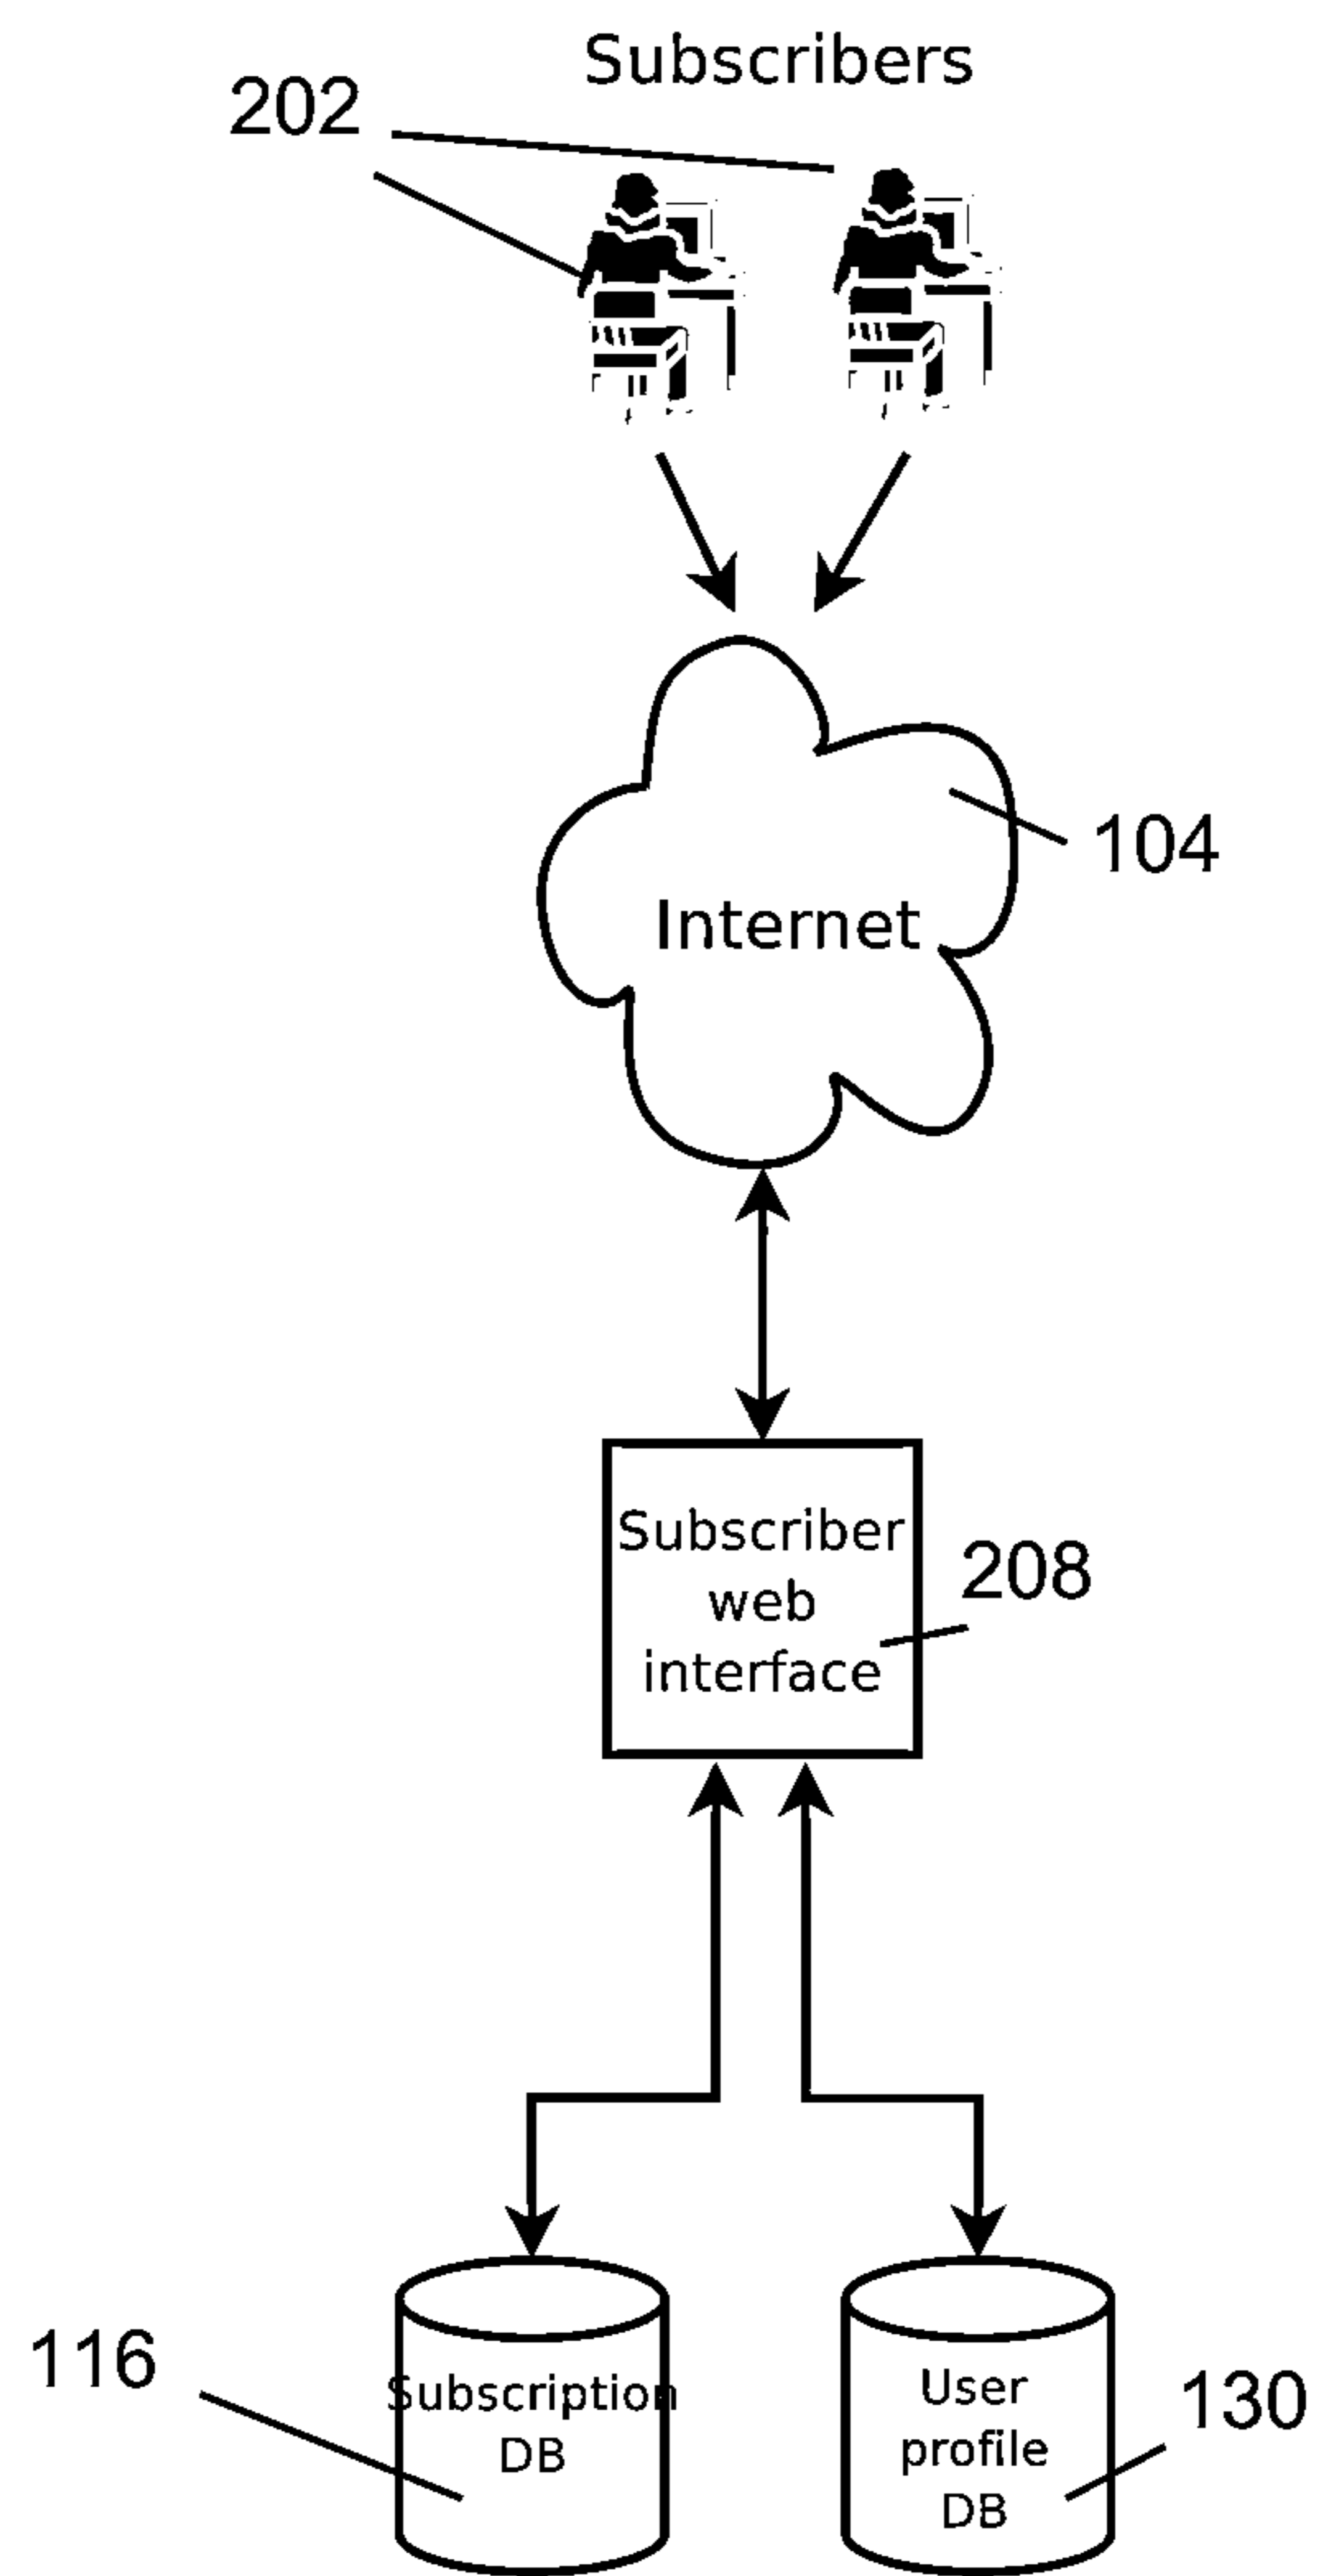 Subscribers
202
104
Internet
Subscriber
web
interface
208
116
Subscription
DB
User
profile
DB
130